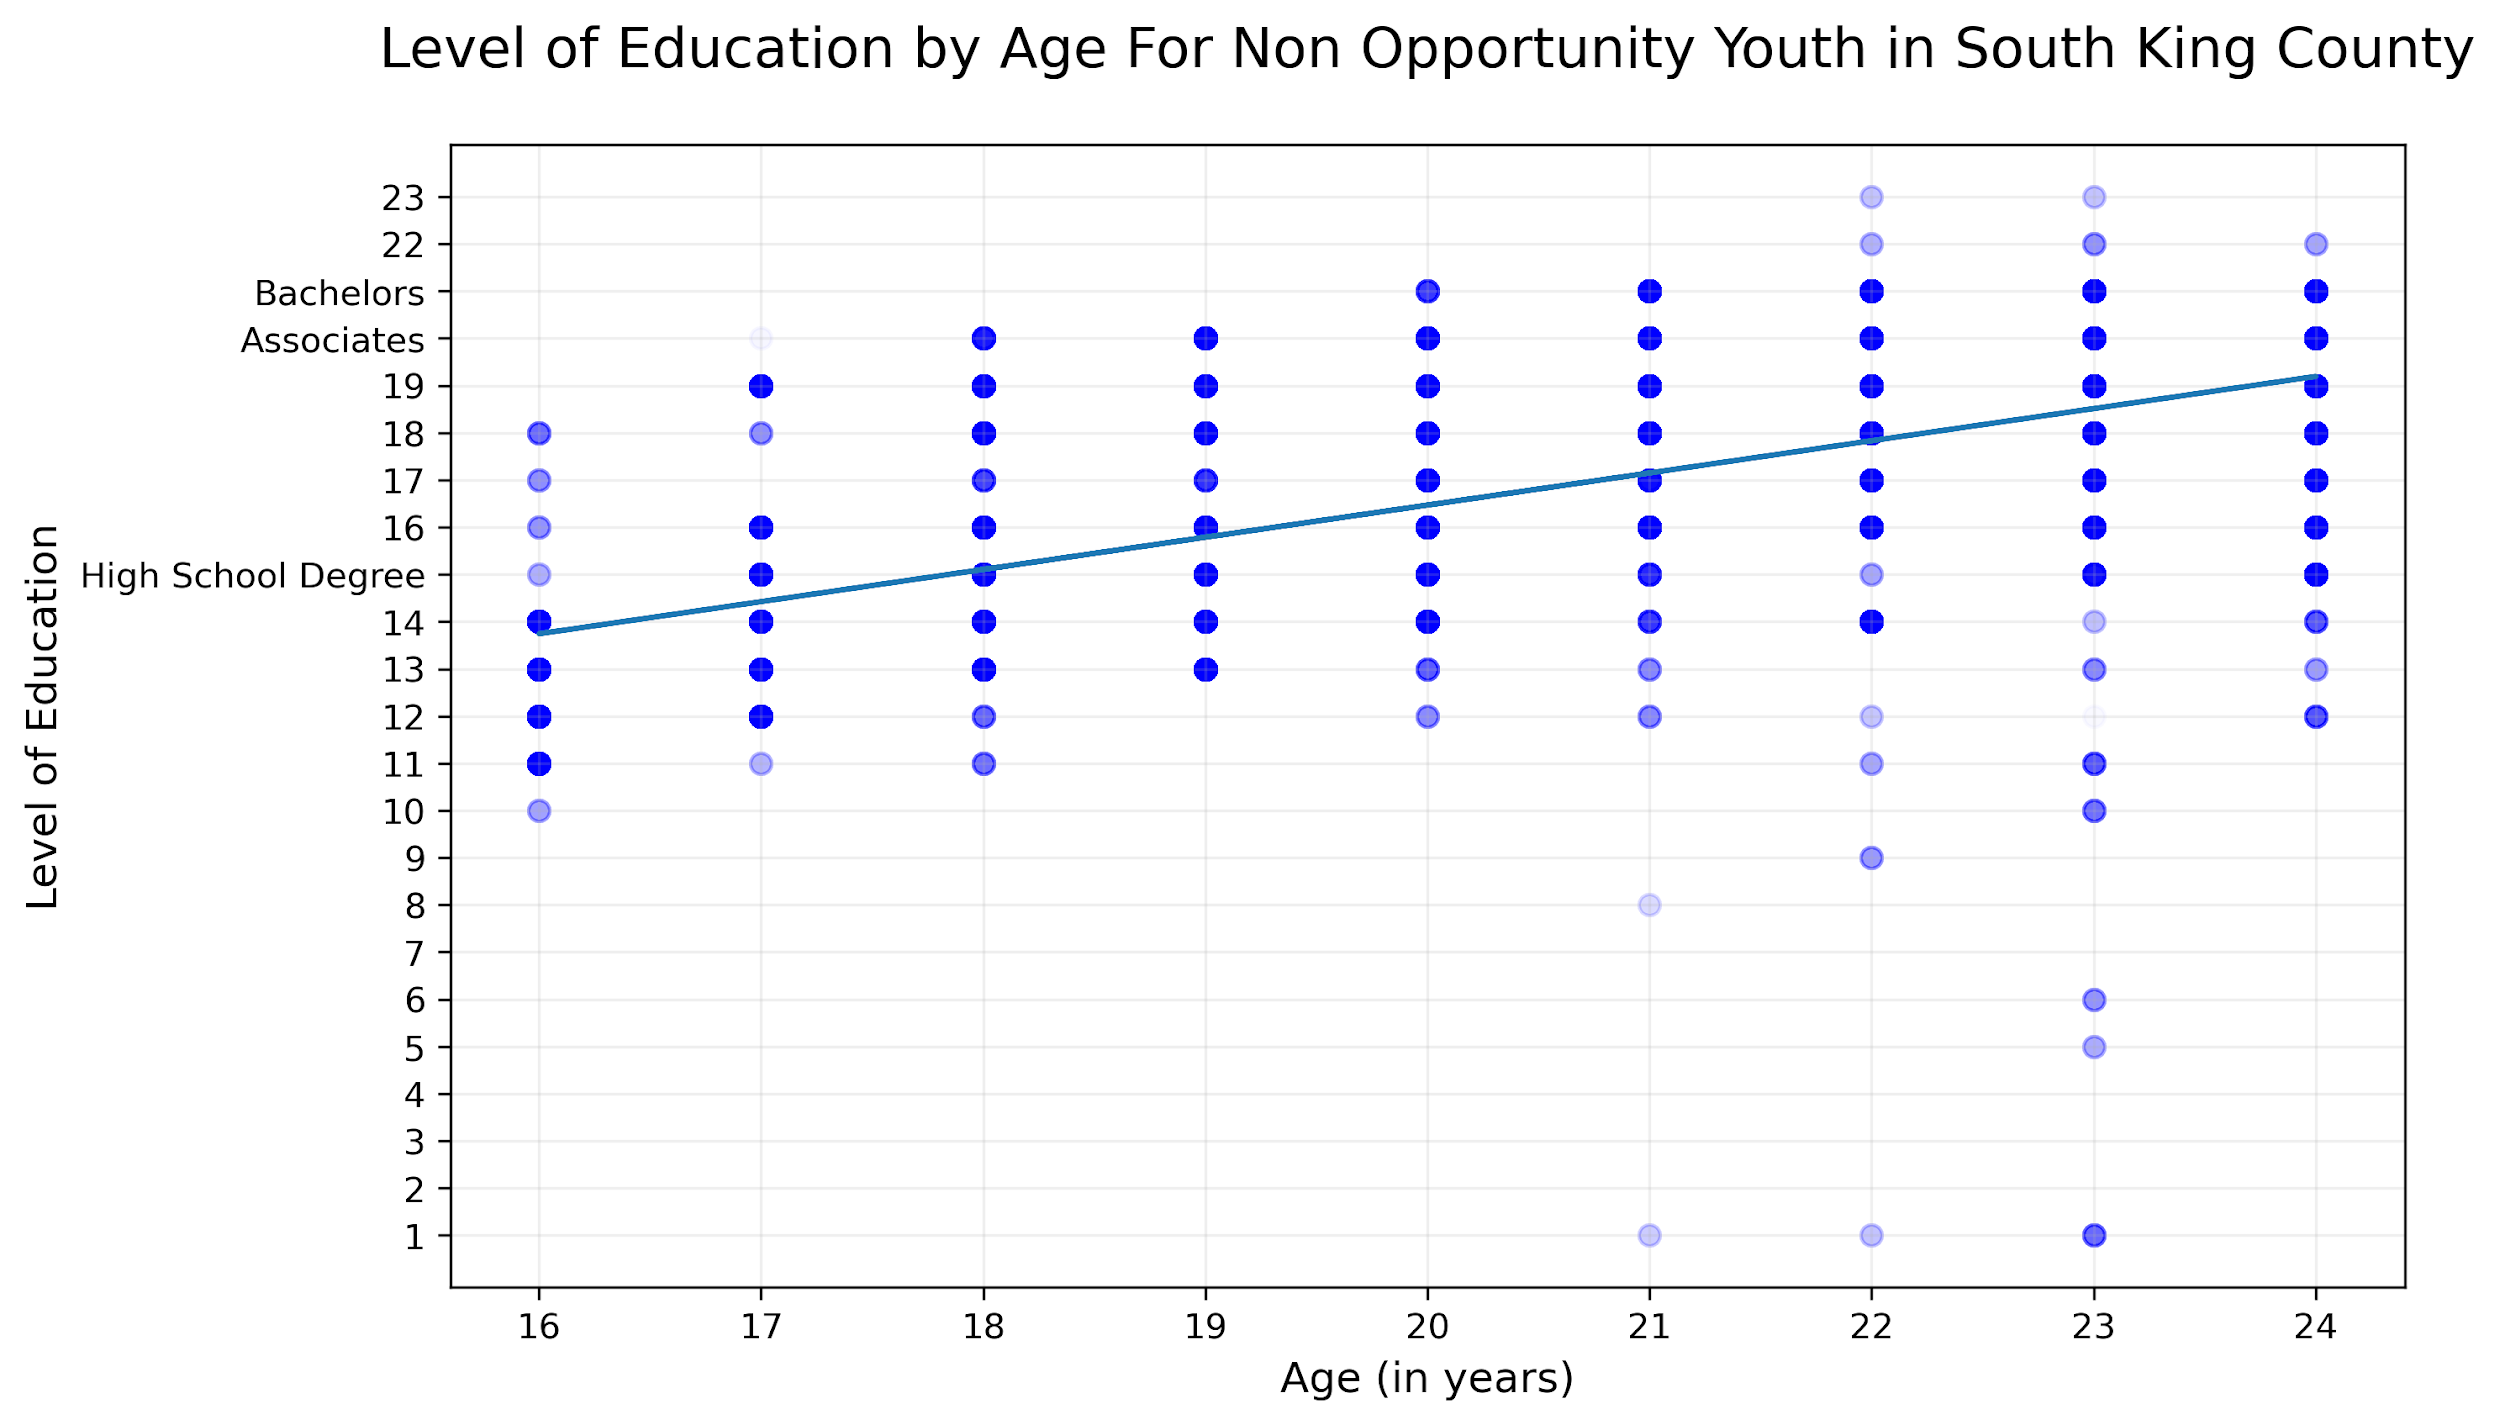 Level of Education by Age For Non Opportunity Youth in South King County
Level of Education
23
22
Bachelors
Associates
19
18
17
16
High School Degree
14
13
12
11
10
9
8
7
6
5
4
3
2
1
16 17 18 19 20 21 22 23 24
Age (in years)